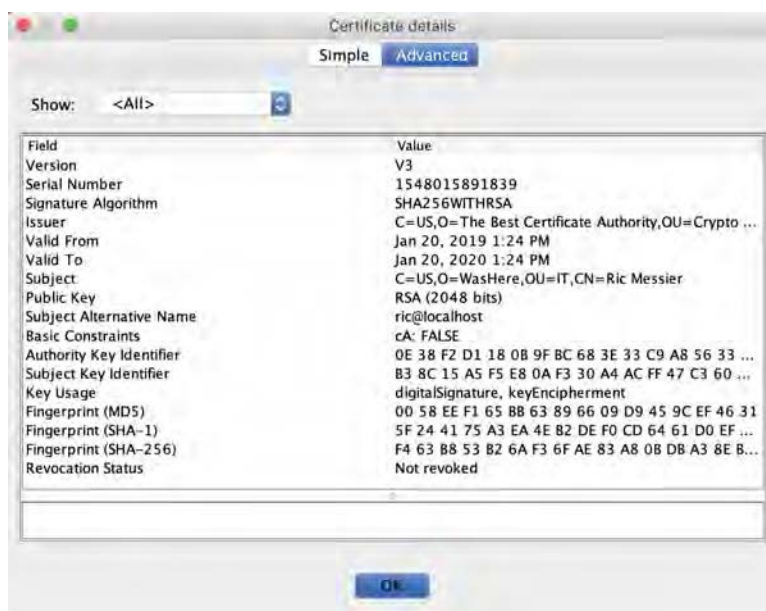 Certificate details
Simple Advanced
Show: <All>
Field Value
Version V3
Serial Number 1548015891839
Signature Algorithm SHA256WITHRSA
Issuer C=US,O=The Best Certificate Authority,OU=Crypto ...
Valid From Jan 20, 2019 1:24 PM
Valid To Jan 20, 2020 1:24 PM
Subject C=US,O=WasHere,OU=IT,CN=Ric Messier
Public Key RSA (2048 bits)
Subject Alternative Name ric@localhost
Basic Constraints cA: FALSE
Authority Key Identifier 0E 38 F2 D1 18 0B 9F BC 68 3E 33 C9 A8 56 33 ...
Subject Key Identifier B3 8C 15 A5 F5 E8 0A F3 30 A4 AC FF 47 C3 60 ...
Key Usage digitalSignature, keyEncipherment
Fingerprint (MD5) 00 58 EE F1 65 BB 63 89 66 09 D9 45 9C EF 46 31
Fingerprint (SHA-1) 5F 24 41 75 A3 EA 4E B2 DE F0 CD 64 61 D0 EF ...
Fingerprint (SHA-256) F4 63 B8 53 B2 6A F3 6F AE 83 A8 0B DB A3 8E B...
Revocation Status Not revoked
OK